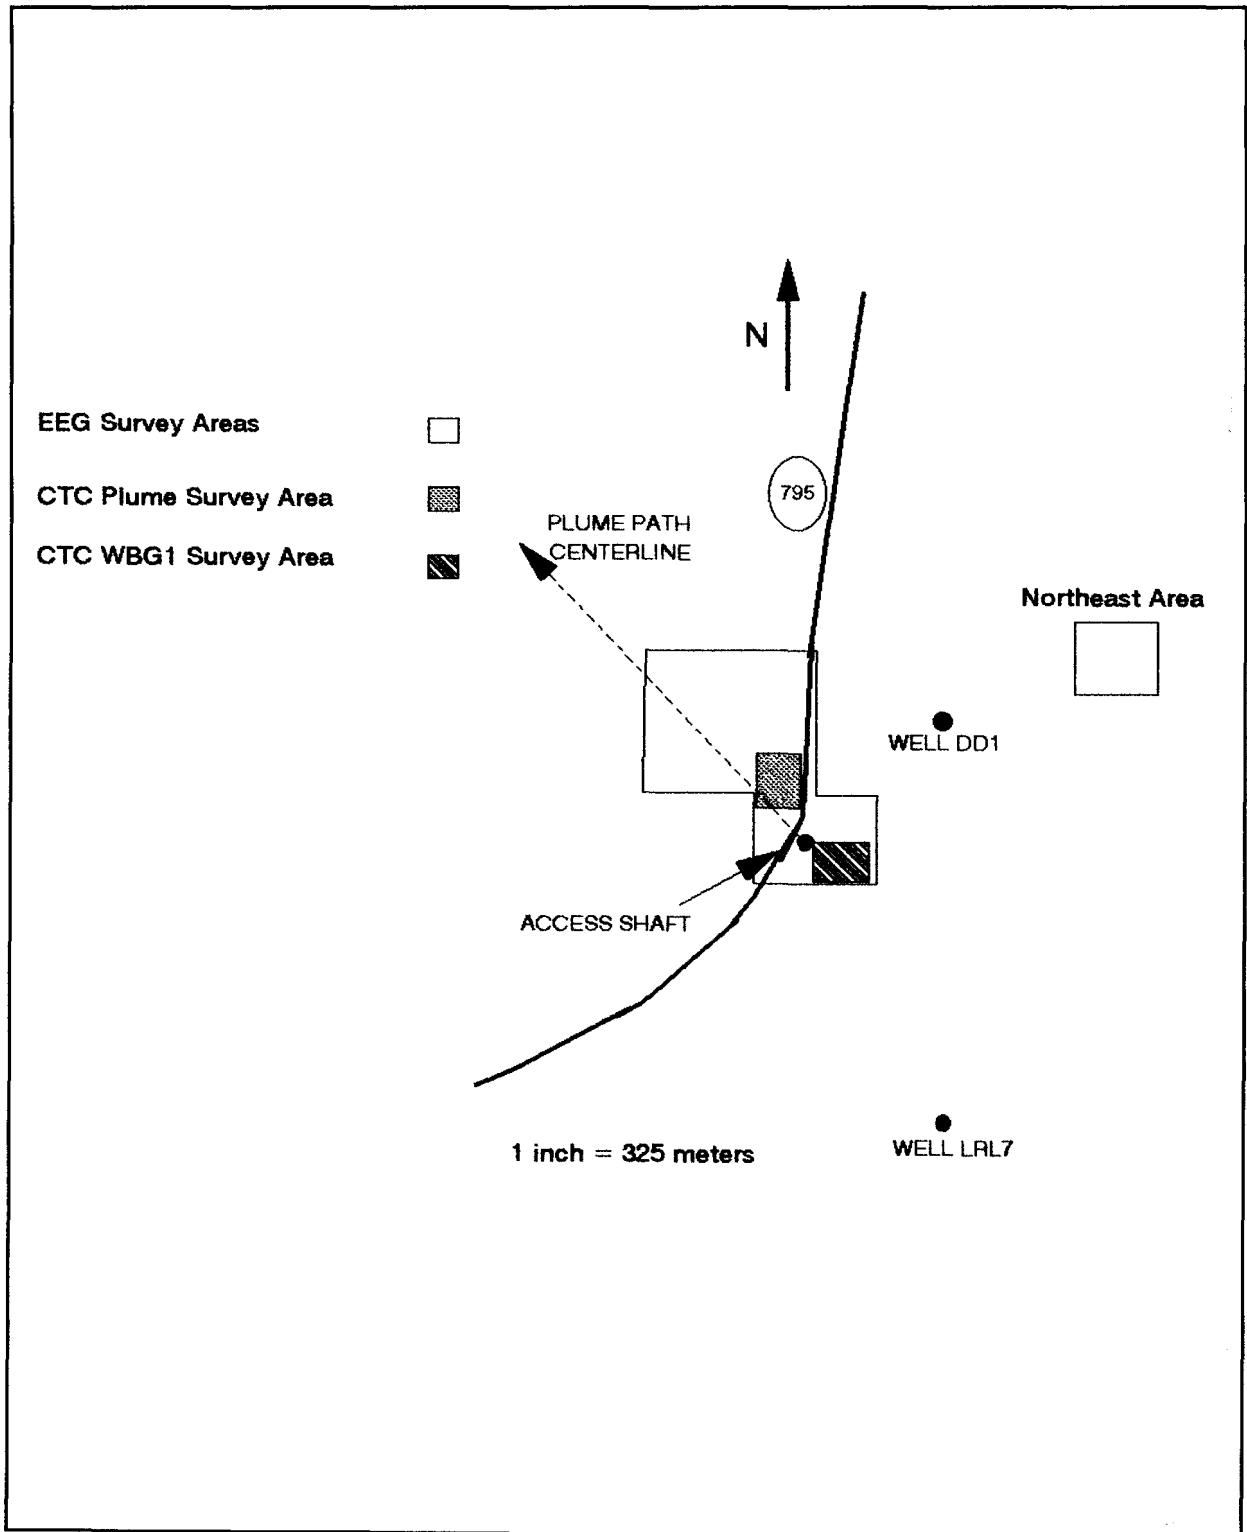 N
EEG Survey Areas
795
CTC Plume Survey Area
PLUME PATH
CENTERLINE
CTC WBG1 Survey Area
Northeast Area
WELL DD1
ACCESS SHAFT
1 inch = 325 meters
WELL LRL7